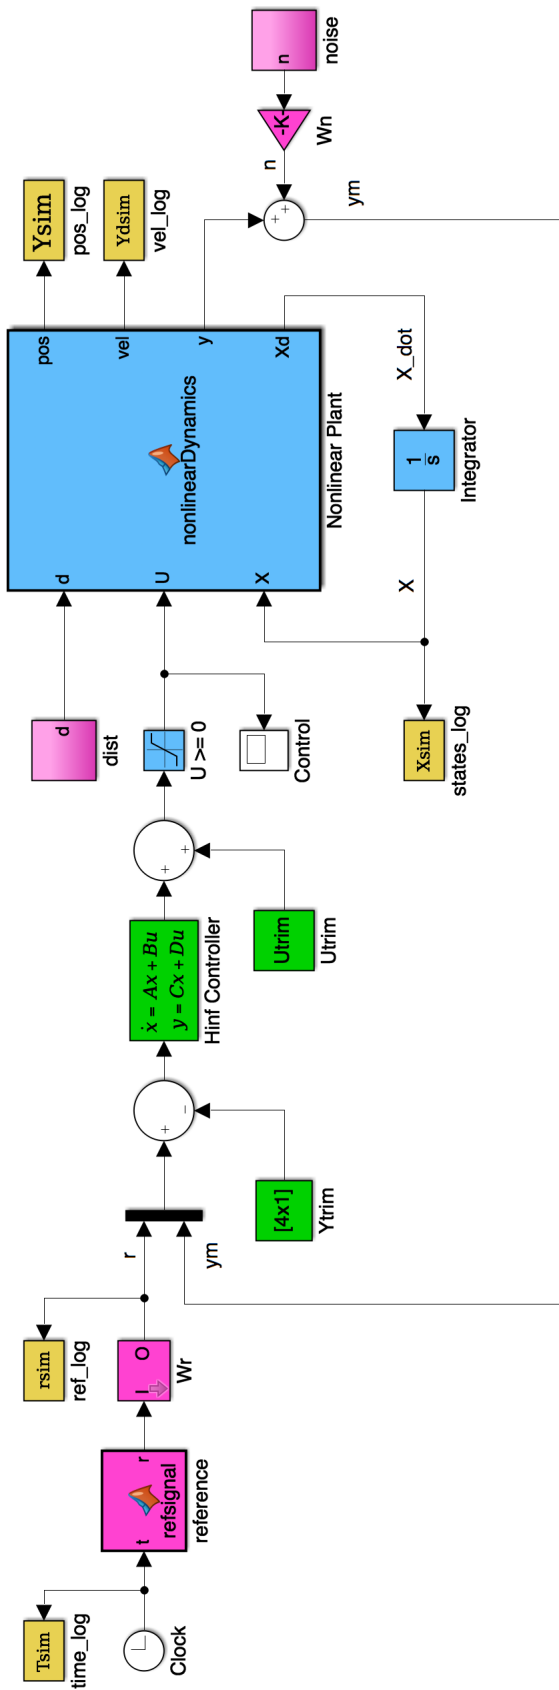 Tsim
time_log
Clock
t
r
refsignal
reference
rsim
ref_log
I
O
Wr
r
ym
[4x1]
Ytrim
+
−
ẋ = Ax + Bu
y = Cx + Du
Hinf Controller
Utrim
Utrim
+
+
U >= 0
Control
d
dist
Xsim
states_log
d
U
X
nonlinearDynamics
pos
vel
y
Xd
Nonlinear Plant
X
1
s
Integrator
X_dot
Ysim
pos_log
Ydsim
vel_log
+
+
ym
n
-K-
Wn
n
noise